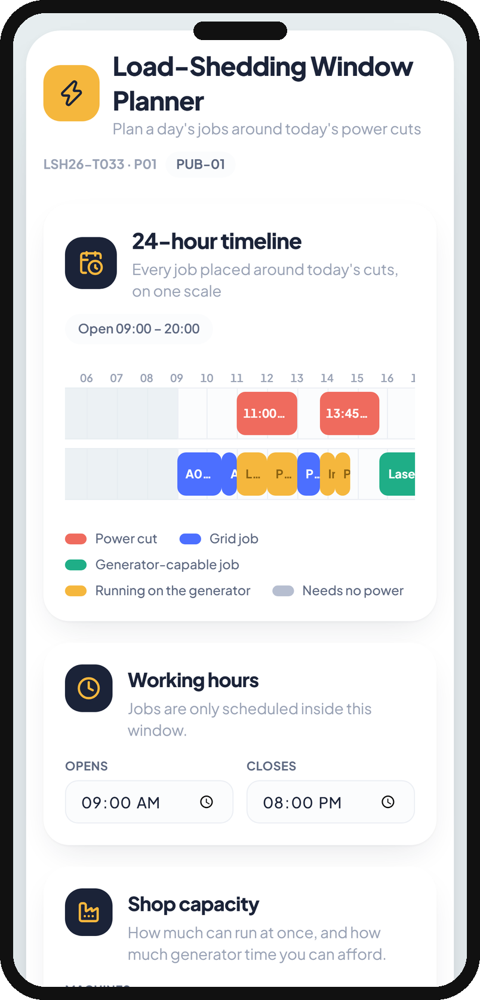 Load-Shedding Window
Planner
Plan a day's jobs around today's power cuts
LSH26-T033 · P01 PUB-01
24-hour timeline
Every job placed around today's cuts,
on one scale
Open 09:00 – 20:00
06 07 08 09 10 11 12 13 14 15 16
11:00... 13:45...
A0... A L... P... P... P Lase
Power cut Grid job
Generator-capable job
Running on the generator Needs no power
Working hours
Jobs are only scheduled inside this
window.
OPENS CLOSES
09:00 AM 08:00 PM
Shop capacity
How much can run at once, and how
much generator time you can afford.
MACHINES